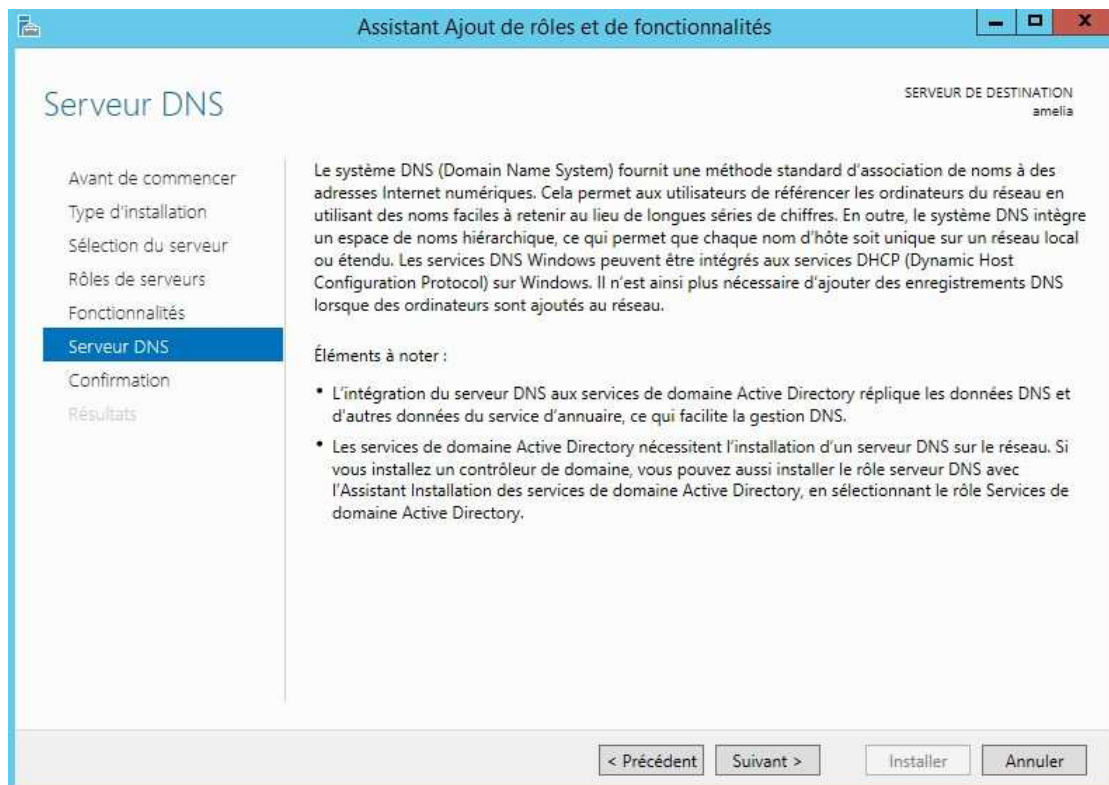 Assistant Ajout de rôles et de fonctionnalités
Serveur DNS
SERVEUR DE DESTINATION
amelia
Avant de commencer
Type d'installation
Sélection du serveur
Rôles de serveurs
Fonctionnalités
Serveur DNS
Confirmation
Résultats
Le système DNS (Domain Name System) fournit une méthode standard d'association de noms à des
adresses Internet numériques. Cela permet aux utilisateurs de référencer les ordinateurs du réseau en
utilisant des noms faciles à retenir au lieu de longues séries de chiffres. En outre, le système DNS intègre
un espace de noms hiérarchique, ce qui permet que chaque nom d'hôte soit unique sur un réseau local
ou étendu. Les services DNS Windows peuvent être intégrés aux services DHCP (Dynamic Host
Configuration Protocol) sur Windows. Il n'est ainsi plus nécessaire d'ajouter des enregistrements DNS
lorsque des ordinateurs sont ajoutés au réseau.
Éléments à noter :
• L'intégration du serveur DNS aux services de domaine Active Directory réplique les données DNS et
d'autres données du service d'annuaire, ce qui facilite la gestion DNS.
• Les services de domaine Active Directory nécessitent l'installation d'un serveur DNS sur le réseau. Si
vous installez un contrôleur de domaine, vous pouvez aussi installer le rôle serveur DNS avec
l'Assistant Installation des services de domaine Active Directory, en sélectionnant le rôle Services de
domaine Active Directory.
< Précédent
Suivant >
Installer
Annuler